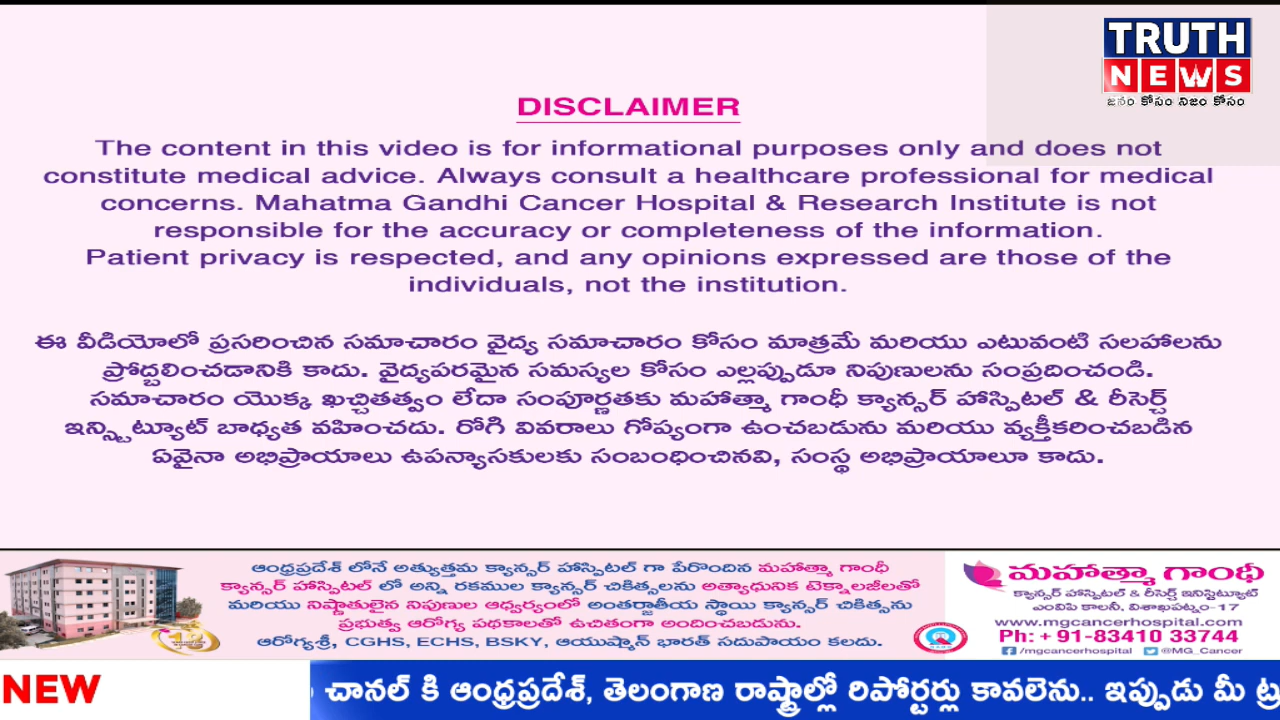 TRUTH
NEWS
జనం కోసం నిజం కోసం
DISCLAIMER
The content in this video is for informational purposes only and does not
constitute medical advice. Always consult a healthcare professional for medical
concerns. Mahatma Gandhi Cancer Hospital & Research Institute is not
responsible for the accuracy or completeness of the information.
Patient privacy is respected, and any opinions expressed are those of the
individuals, not the institution.
ఈ వీడియోలో ప్రసరించిన సమాచారం వైద్య సమాచారం కోసం మాత్రమే మరియు ఎటువంటి సలహాలను
ప్రోద్బలించడానికి కాదు. వైద్యపరమైన సమస్యల కోసం ఎల్లప్పుడూ నిపుణులను సంప్రదించండి.
సమాచారం యొక్క ఖచ్చితత్వం లేదా సంపూర్ణతకు మహాత్మా గాంధీ క్యాన్సర్ హాస్పిటల్ & రీసెర్చ్
ఇన్స్టిట్యూట్ బాధ్యత వహించదు. రోగి వివరాలు గోప్యంగా ఉంచబడును మరియు వ్యక్తీకరించబడిన
ఏవైనా అభిప్రాయాలు ఉపన్యాసకులకు సంబంధించినవి, సంస్థ అభిప్రాయాలూ కాదు.
ఆంధ్రప్రదేశ్ లోనే అత్యుత్తమ క్యాన్సర్ హాస్పిటల్ గా పేరొందిన మహాత్మా గాంధీ
క్యాన్సర్ హాస్పిటల్ లో అన్ని రకముల క్యాన్సర్ చికిత్సలను అత్యాధునిక టెక్నాలజీలతో
మరియు నిష్ణాతులైన నిపుణుల ఆధ్వర్యంలో అంతర్జాతీయ స్థాయి క్యాన్సర్ చికిత్సను
ప్రభుత్వ ఆరోగ్య పథకాలతో ఉచితంగా అందించబడును.
ఆరోగ్యశ్రీ, CGHS, ECHS, BSKY, ఆయుష్మాన్ భారత్ సదుపాయం కలదు.
మహాత్మా గాంధీ
క్యాన్సర్ హాస్పిటల్ & రీసెర్చ్ ఇనిస్టిట్యూట్
ఎంవిపి కాలనీ, విశాఖపట్నం-17
www.mgcancerhospital.com
Ph: + 91-83410 33744
/mgcancerhospital @MG_Cancer
NEW
చానల్ కి ఆంధ్రప్రదేశ్, తెలంగాణ రాష్ట్రాల్లో రిపోర్టర్లు కావలెను.. ఇప్పుడు మీ